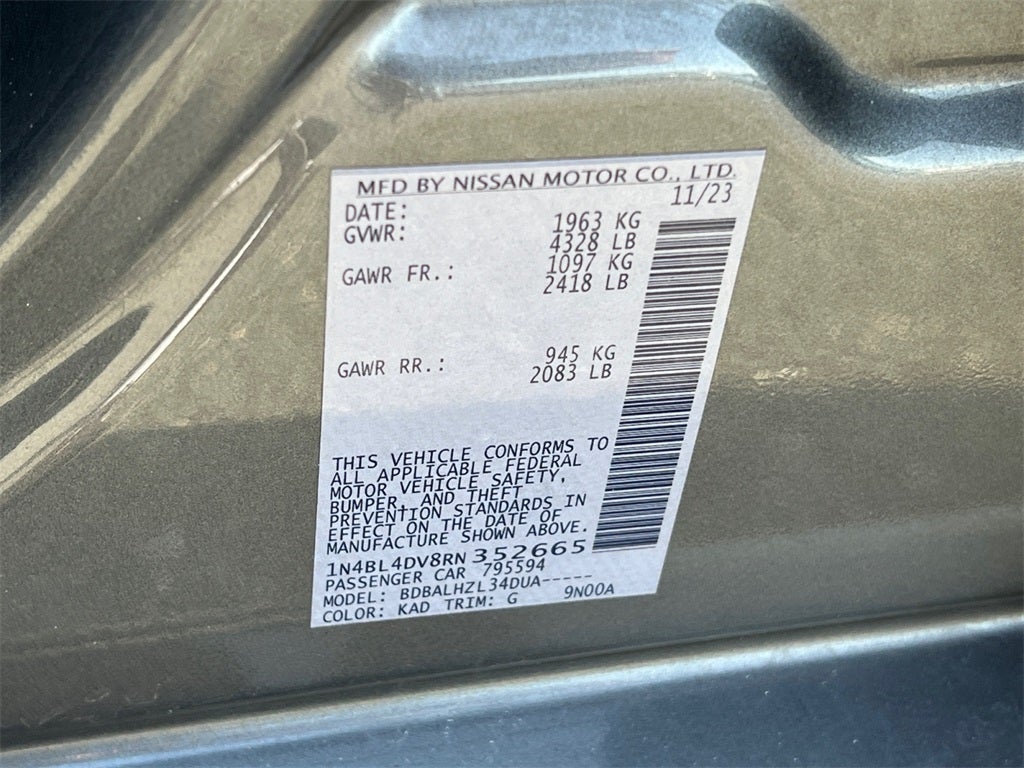 MFD BY NISSAN MOTOR CO., LTD.
DATE: 11/23
GVWR: 1963 KG
4328 LB
GAWR FR.: 1097 KG
2418 LB
GAWR RR.: 945 KG
2083 LB
THIS VEHICLE CONFORMS TO
ALL APPLICABLE FEDERAL
MOTOR VEHICLE SAFETY,
BUMPER, AND THEFT
PREVENTION STANDARDS IN
EFFECT ON THE DATE OF
MANUFACTURE SHOWN ABOVE.
1N4BL4DV8RN352665
PASSENGER CAR 795594
MODEL: BDBALHZL34DUA-----
COLOR: KAD TRIM: G 9N00A